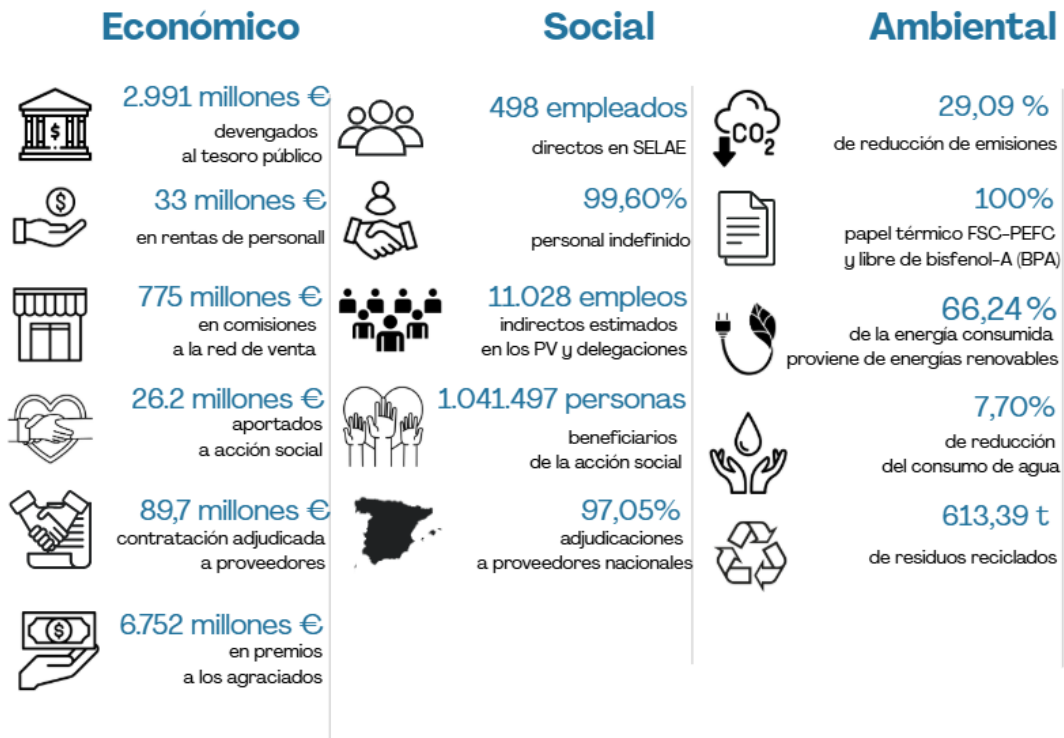 Económico
2.991 millones €
devengados
al tesoro público
33 millones €
en rentas de personall
775 millones €
en comisiones
a la red de venta
26.2 millones €
aportados
a acción social
89,7 millones €
contratación adjudicada
a proveedores
6.752 millones €
en premios
a los agraciados
Social
498 empleados
directos en SELAE
99,60%
personal indefinido
11.028 empleos
indirectos estimados
en los PV y delegaciones
1.041.497 personas
beneficiarios
de la acción social
97,05%
adjudicaciones
a proveedores nacionales
Ambiental
CO2
29,09 %
de reducción de emisiones
100%
papel térmico FSC-PEFC
y libre de bisfenol-A (BPA)
66,24%
de la energía consumida
proviene de energías renovables
7,70%
de reducción
del consumo de agua
613,39 t
de residuos reciclados